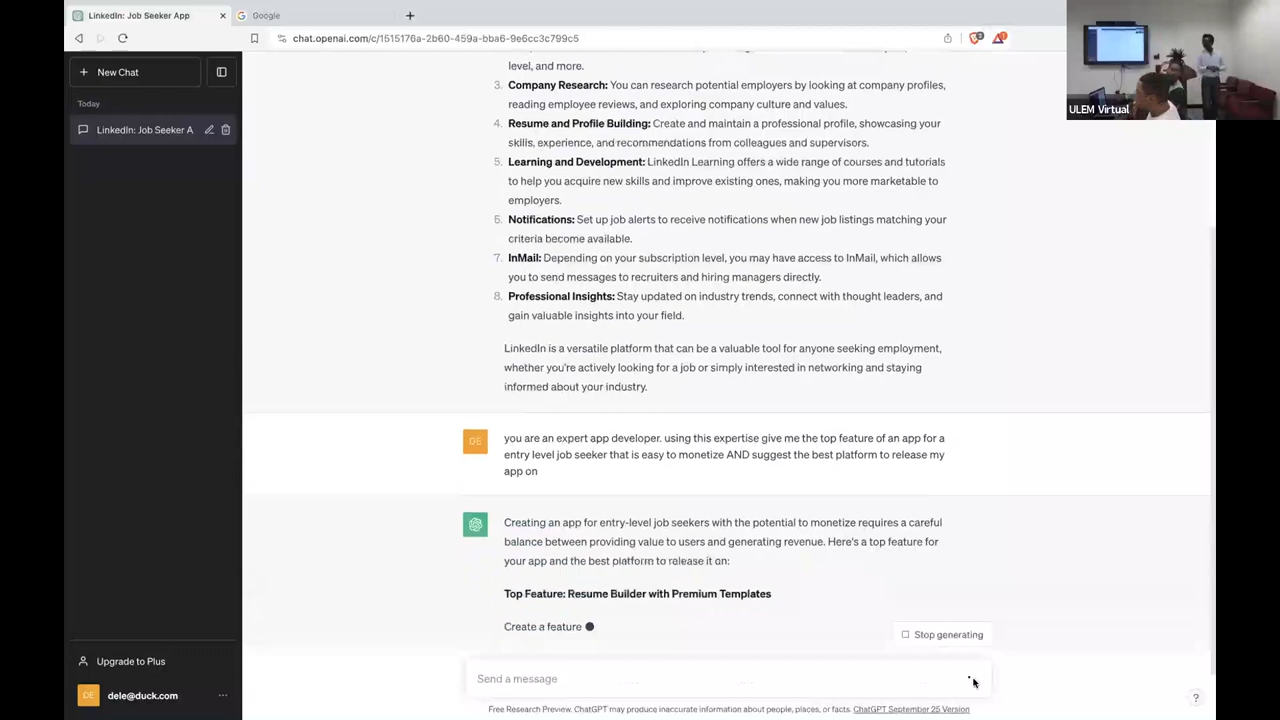 LinkedIn: Job Seeker App
Google
chat.openai.com/c/1515176a-2b60-459a-bba6-9e6cc3c799c5
ULEM Virtual
New Chat
Today
LinkedIn: Job Seeker A
level, and more.
3. Company Research: You can research potential employers by looking at company profiles,
reading employee reviews, and exploring company culture and values.
4. Resume and Profile Building: Create and maintain a professional profile, showcasing your
skills, experience, and recommendations from colleagues and supervisors.
5. Learning and Development: LinkedIn Learning offers a wide range of courses and tutorials
to help you acquire new skills and improve existing ones, making you more marketable to
employers.
6. Notifications: Set up job alerts to receive notifications when new job listings matching your
criteria become available.
7. InMail: Depending on your subscription level, you may have access to InMail, which allows
you to send messages to recruiters and hiring managers directly.
8. Professional Insights: Stay updated on industry trends, connect with thought leaders, and
gain valuable insights into your field.
LinkedIn is a versatile platform that can be a valuable tool for anyone seeking employment,
whether you're actively looking for a job or simply interested in networking and staying
informed about your industry.
DE
you are an expert app developer. using this expertise give me the top feature of an app for a
entry level job seeker that is easy to monetize AND suggest the best platform to release my
app on
Creating an app for entry-level job seekers with the potential to monetize requires a careful
balance between providing value to users and generating revenue. Here's a top feature for
your app and the best platform to release it on:
Top Feature: Resume Builder with Premium Templates
Create a feature
Stop generating
Send a message
Free Research Preview. ChatGPT may produce inaccurate information about people, places, or facts. ChatGPT September 25 Version
?
Upgrade to Plus
DE
dele@duck.com